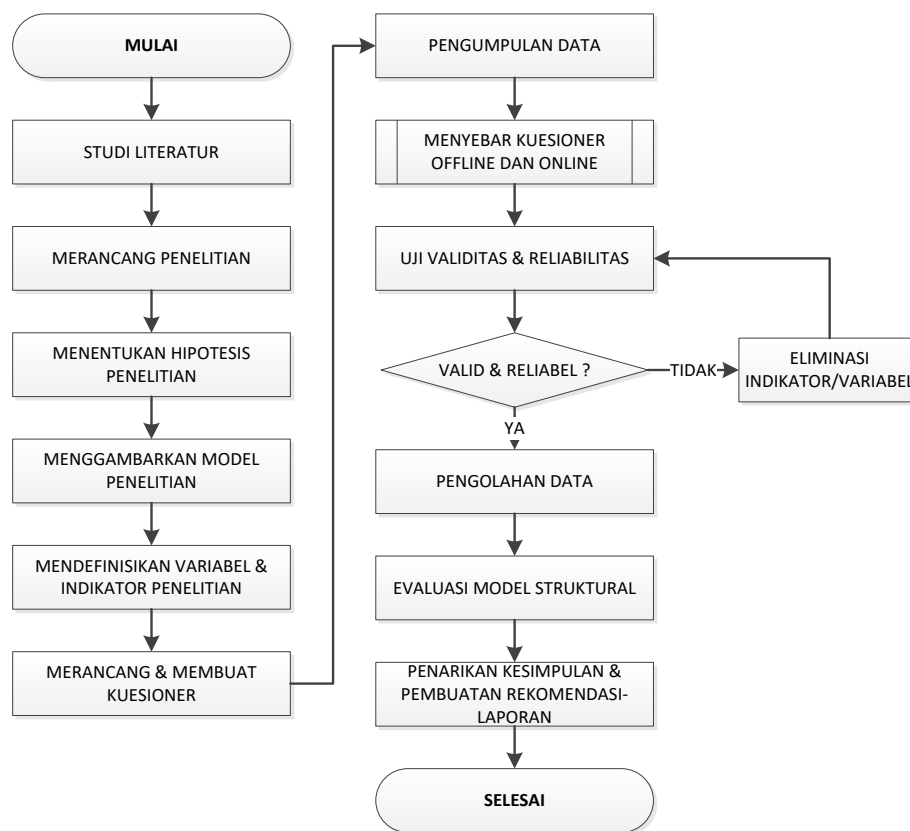 MULAI
STUDI LITERATUR
MERANCANG PENELITIAN
MENENTUKAN HIPOTESIS
PENELITIAN
MENGGAMBARKAN MODEL
PENELITIAN
MENDEFINISIKAN VARIABEL &
INDIKATOR PENELITIAN
MERANCANG & MEMBUAT
KUESIONER
PENGUMPULAN DATA
MENYEBAR KUESIONER
OFFLINE DAN ONLINE
UJI VALIDITAS & RELIABILITAS
VALID & RELIABEL ?
TIDAK
ELIMINASI
INDIKATOR/VARIABEL
YA
PENGOLAHAN DATA
EVALUASI MODEL STRUKTURAL
PENARIKAN KESIMPULAN &
PEMBUATAN REKOMENDASI-
LAPORAN
SELESAI